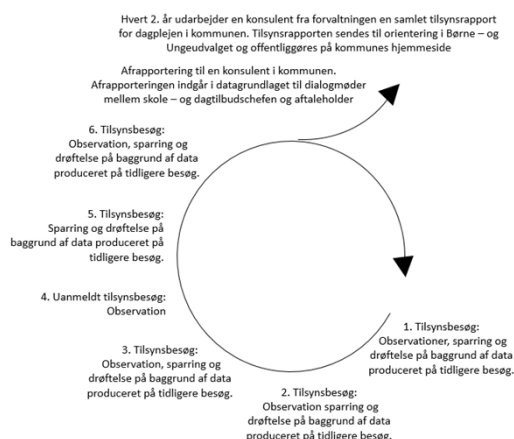 Hvert 2. år udarbejder en konsulent fra forvaltningen en samlet tilsynsrapport
for dagplejen i kommunen. Tilsynsrapporten sendes til orientering i Børne – og
Ungeudvalget og offentliggøres på kommunes hjemmeside
Afrapportering til en konsulent i kommunen.
Afrapporteringen indgår i datagrundlaget til dialogmøder
mellem skole – og dagtilbudschefen og aftaleholder
6. Tilsynsbesøg:
Observation, sparring og
drøftelse på baggrund af data
produceret på tidligere besøg.
5. Tilsynsbesøg:
Sparring og drøftelse på
baggrund af data produceret på
tidligere besøg.
4. Uanmeldt tilsynsbesøg:
Observation
3. Tilsynsbesøg:
Observation, sparring og
drøftelse på baggrund af data
produceret på tidligere besøg.
2. Tilsynsbesøg:
Observation sparring og
drøftelse på baggrund af data
produceret på tidligere besøg.
1. Tilsynsbesøg:
Observationer, sparring og
drøftelse på baggrund af data
produceret på tidligere besøg.